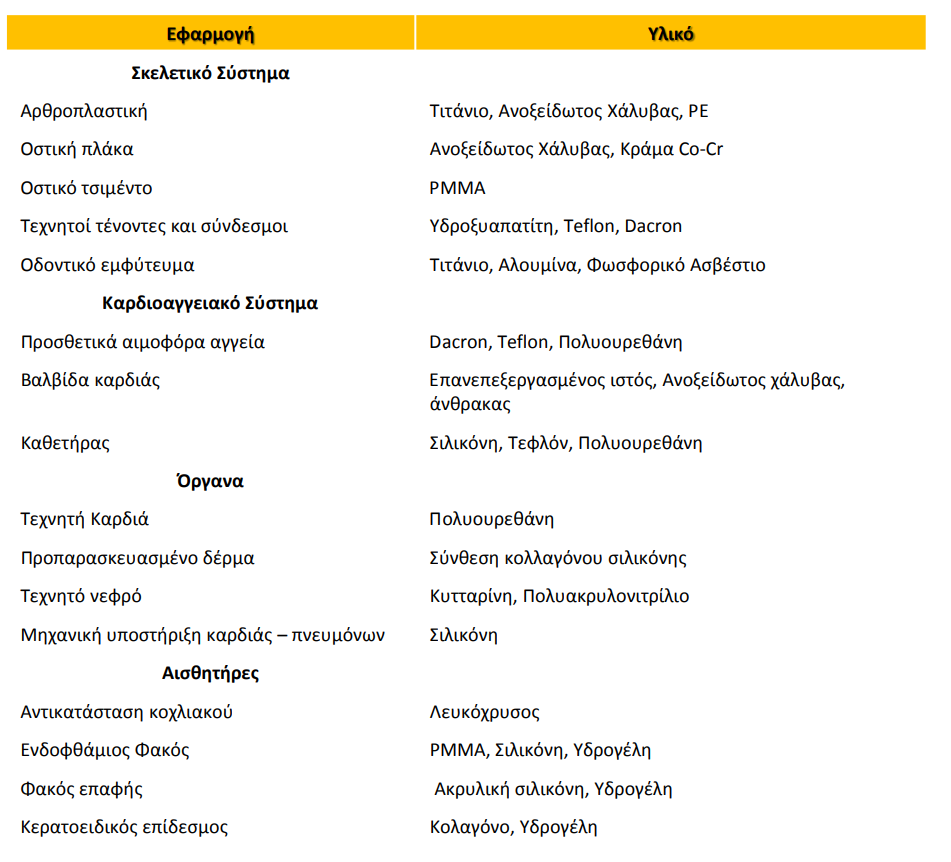 Εφαρμογή Υλικό
Σκελετικό Σύστημα
Αρθροπλαστική Τιτάνιο, Ανοξείδωτος Χάλυβας, PE
Οστική πλάκα Ανοξείδωτος Χάλυβας, Κράμα Co-Cr
Οστικό τσιμέντο PMMA
Τεχνητοί τένοντες και σύνδεσμοι Υδροξυαπατίτη, Teflon, Dacron
Οδοντικό εμφύτευμα Τιτάνιο, Αλουμίνα, Φωσφορικό Ασβέστιο
Καρδιοαγγειακό Σύστημα
Προσθετικά αιμοφόρα αγγεία Dacron, Teflon, Πολυουρεθάνη
Βαλβίδα καρδιάς Επανεπεξεργασμένος ιστός, Ανοξείδωτος χάλυβας,
άνθρακας
Καθετήρας Σιλικόνη, Τεφλόν, Πολυουρεθάνη
Όργανα
Τεχνητή Καρδιά Πολυουρεθάνη
Προπαρασκευασμένο δέρμα Σύνθεση κολλαγόνου σιλικόνης
Τεχνητό νεφρό Κυτταρίνη, Πολυακρυλονιτρίλιο
Μηχανική υποστήριξη καρδιάς – πνευμόνων Σιλικόνη
Αισθητήρες
Αντικατάσταση κοχλιακού Λευκόχρυσος
Ενδοφθάμιος Φακός PMMA, Σιλικόνη, Υδρογέλη
Φακός επαφής Ακρυλική σιλικόνη, Υδρογέλη
Κερατοειδικός επίδεσμος Κολαγόνο, Υδρογέλη